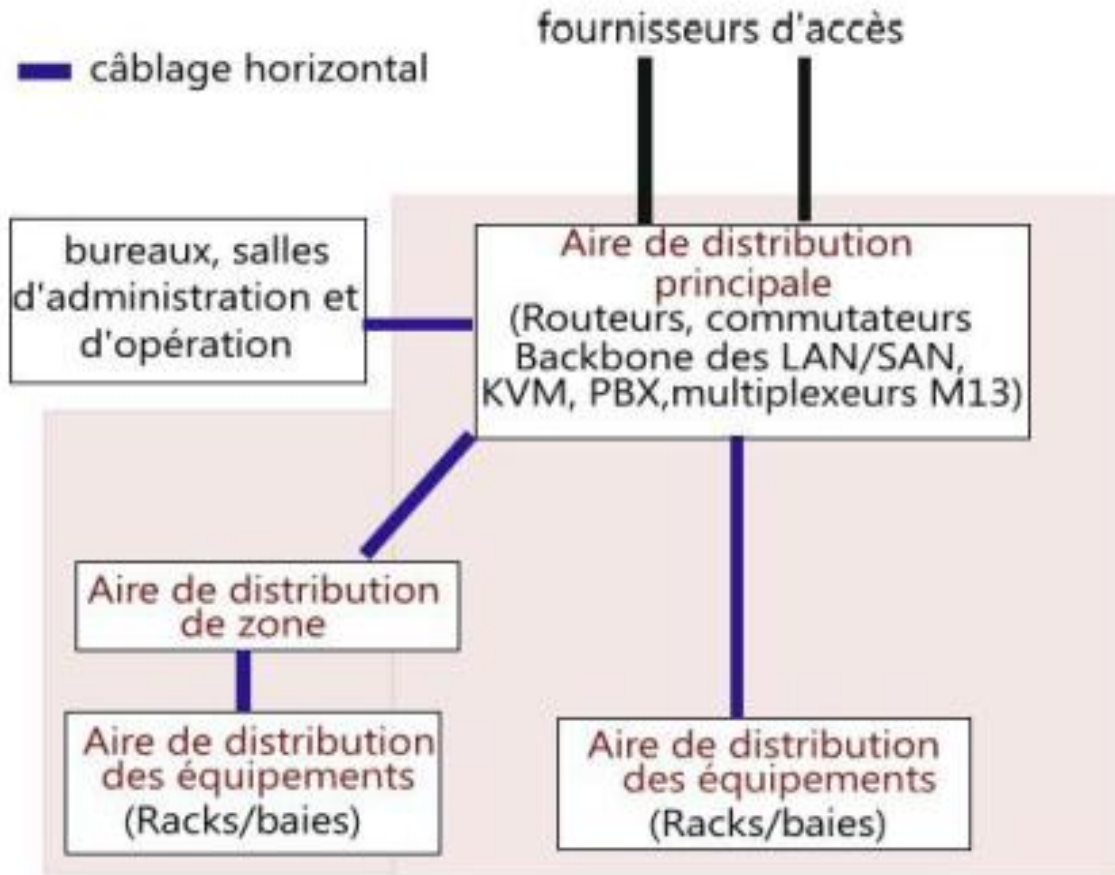 fournisseurs d'accès
câblage horizontal
bureaux, salles
d'administration et
d'opération
Aire de distribution
principale
(Routeurs, commutateurs
Backbone des LAN/SAN,
KVM, PBX,multiplexeurs M13)
Aire de distribution
de zone
Aire de distribution
des équipements
(Racks/baies)
Aire de distribution
des équipements
(Racks/baies)